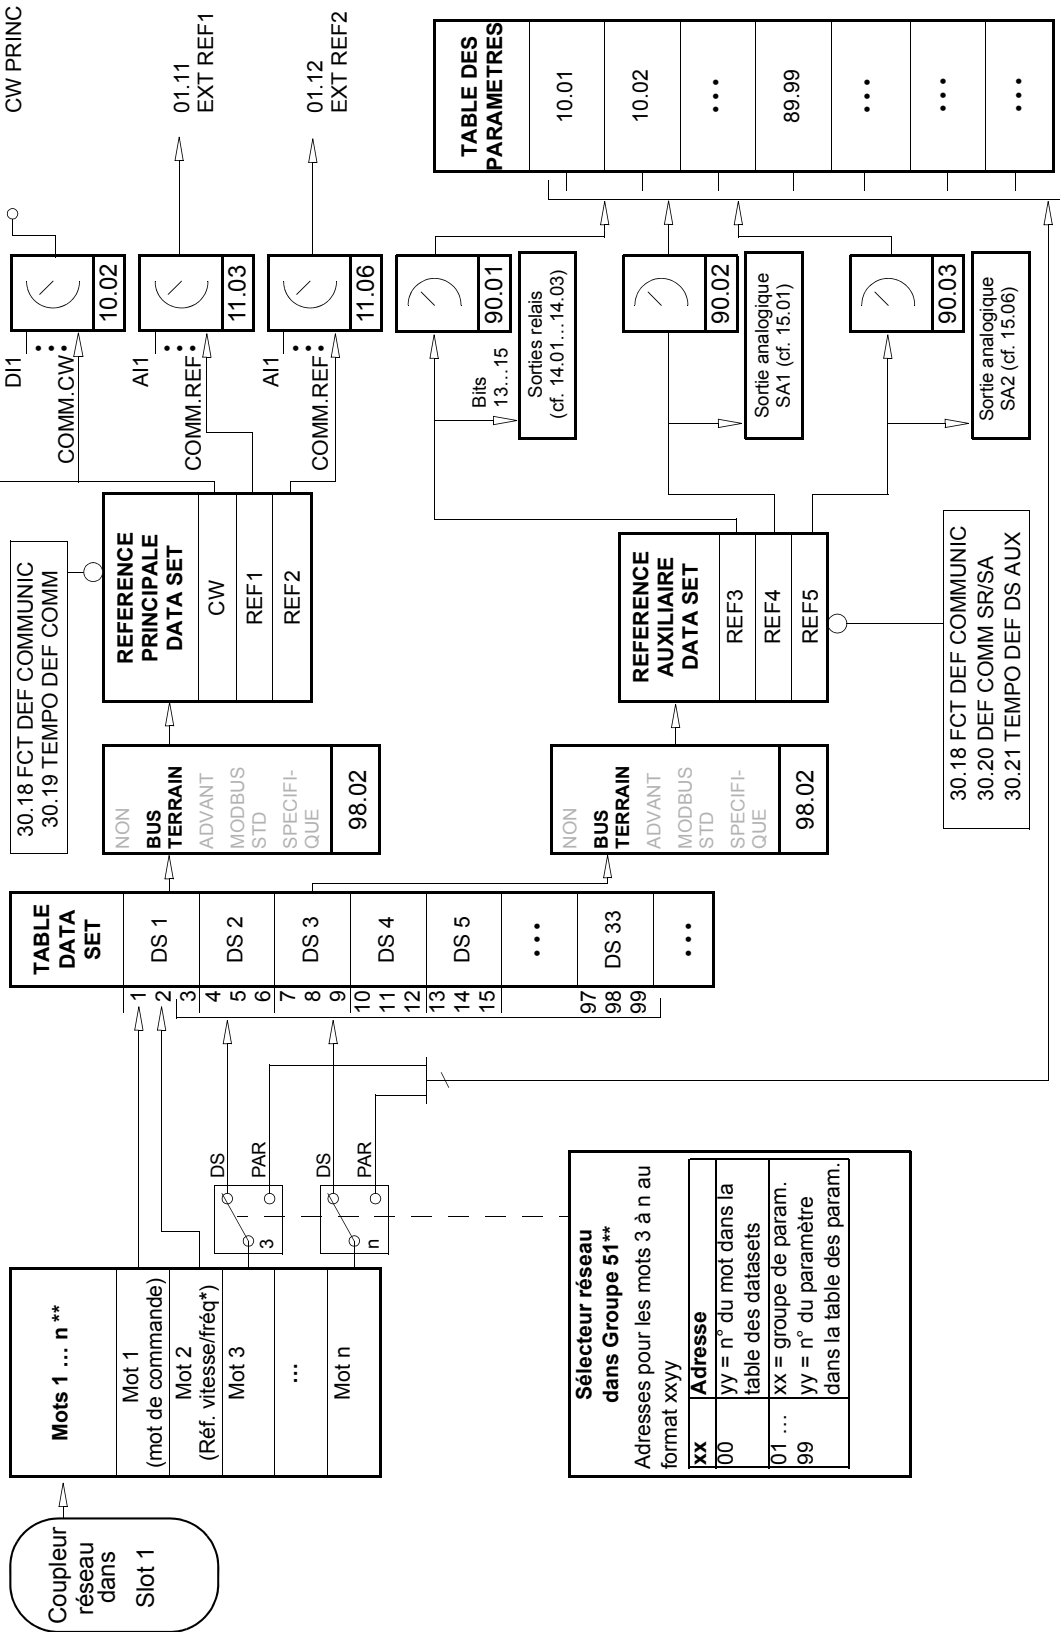 Coupleur
réseau
dans
Slot 1
Mots 1 ... n **
Mot 1
(mot de commande)
Mot 2
(Réf. vitesse/fréq*)
Mot 3
...
Mot n
3
DS
PAR
n
DS
PAR
Sélecteur réseau
dans Groupe 51**
Adresses pour les mots 3 à n au
format xxyy
xx Adresse
00 yy = n° du mot dans la
table des datasets
01 ... xx = groupe de param.
99 yy = n° du paramètre
dans la table des param.
TABLE
DATA
SET
1
2
3
DS 1
4
5
6
DS 2
7
8
9
DS 3
10
11
12
DS 4
13
14
15
DS 5
...
97
98
99
DS 33
...
NON
BUS
TERRAIN
ADVANT
MODBUS
STD
SPECIFI-
QUE
98.02
NON
BUS
TERRAIN
ADVANT
MODBUS
STD
SPECIFI-
QUE
98.02
30.18 FCT DEF COMMUNIC
30.19 TEMPO DEF COMM
REFERENCE
PRINCIPALE
DATA SET
CW
REF1
REF2
REFERENCE
AUXILIAIRE
DATA SET
REF3
REF4
REF5
30.18 FCT DEF COMMUNIC
30.20 DEF COMM SR/SA
30.21 TEMPO DEF DS AUX
DI1
...
COMM.CW
10.02
CW PRINC
AI1
...
COMM.REF
11.03
01.11
EXT REF1
AI1
...
COMM.REF
11.06
01.12
EXT REF2
Bits
13...15
90.01
Sorties relais
(cf. 14.01...14.03)
90.02
Sortie analogique
SA1 (cf. 15.01)
90.03
Sortie analogique
SA2 (cf. 15.06)
TABLE DES
PARAMETRES
10.01
10.02
...
89.99
...
...
...